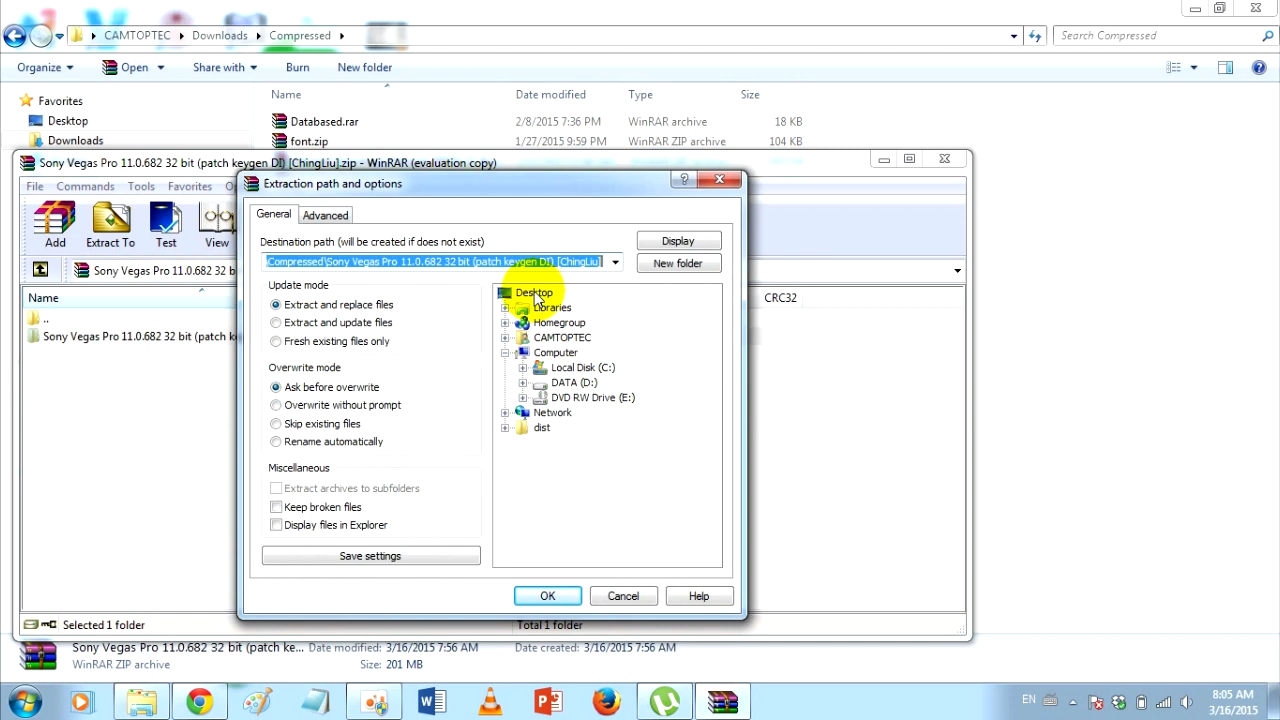 CAMTOPTEC Downloads Compressed Search Compressed
Organize Open Share with Burn New folder
Name Date modified Type Size
Favorites
Desktop
Downloads
Databased.rar 2/8/2015 7:36 PM WinRAR archive 18 KB
font.zip 1/27/2015 9:59 PM WinRAR ZIP archive 104 KB
Sony Vegas Pro 11.0.682 32 bit (patch keygen DI) [ChingLiu].zip - WinRAR (evaluation copy)
File Commands Tools Favorites
Add Extract To Test View
Sony Vegas Pro 11.0.682 32 b
Name CRC32
..
Sony Vegas Pro 11.0.682 32 bit (patch k
Extraction path and options
General Advanced
Destination path (will be created if does not exist)
\Compressed\Sony Vegas Pro 11.0.682 32 bit (patch keygen DI) [ChingLiu]
Display
New folder
Update mode
Extract and replace files
Extract and update files
Fresh existing files only
Overwrite mode
Ask before overwrite
Overwrite without prompt
Skip existing files
Rename automatically
Miscellaneous
Extract archives to subfolders
Keep broken files
Display files in Explorer
Save settings
Desktop
Libraries
Homegroup
CAMTOPTEC
Computer
Local Disk (C:)
DATA (D:)
DVD RW Drive (E:)
Network
dist
OK Cancel Help
Selected 1 folder Total 1 folder
Sony Vegas Pro 11.0.682 32 bit (patch ke... Date modified: 3/16/2015 7:56 AM Date created: 3/16/2015 7:56 AM
WinRAR ZIP archive Size: 201 MB
EN 8:05 AM
3/16/2015